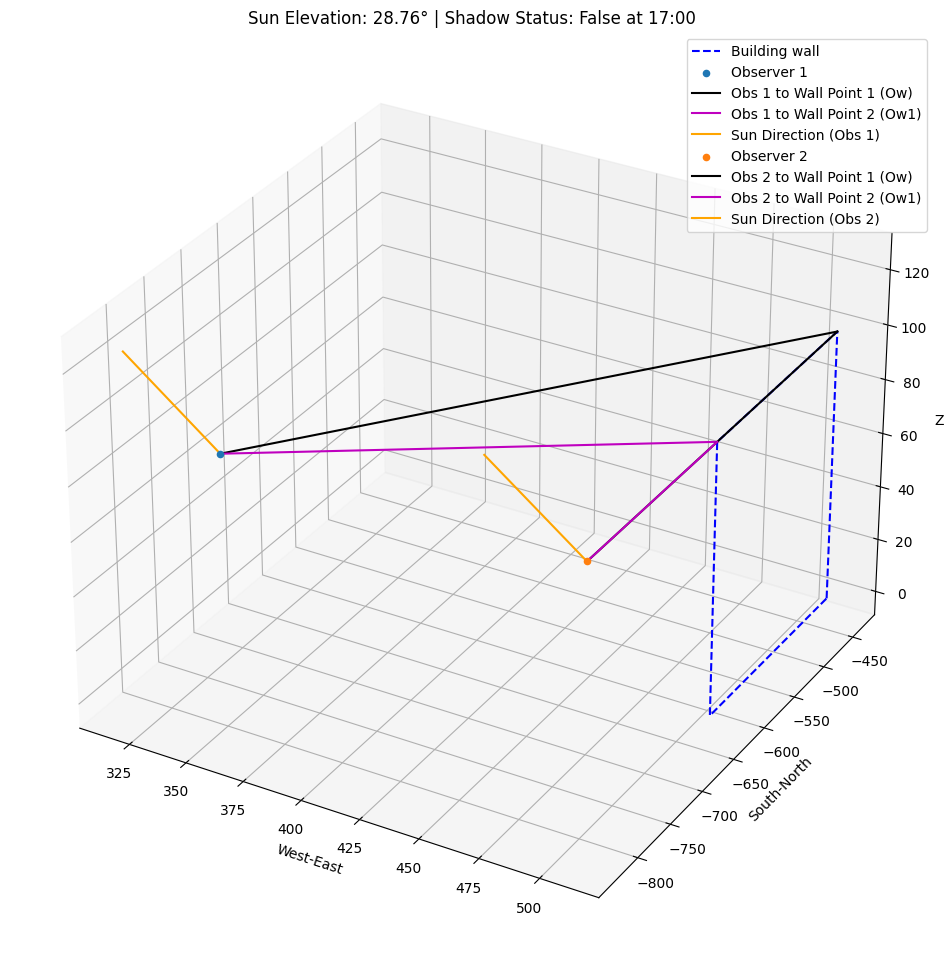 Sun Elevation: 28.76° | Shadow Status: False at 17:00
Building wall
Observer 1
Obs 1 to Wall Point 1 (Ow)
Obs 1 to Wall Point 2 (Ow1)
Sun Direction (Obs 1)
Observer 2
Obs 2 to Wall Point 1 (Ow)
Obs 2 to Wall Point 2 (Ow1)
Sun Direction (Obs 2)
120
100
80
60
40
20
0
Z
−450
−500
−550
−600
−650
−700
−750
−800
South-North
325
350
375
400
425
450
475
500
West-East